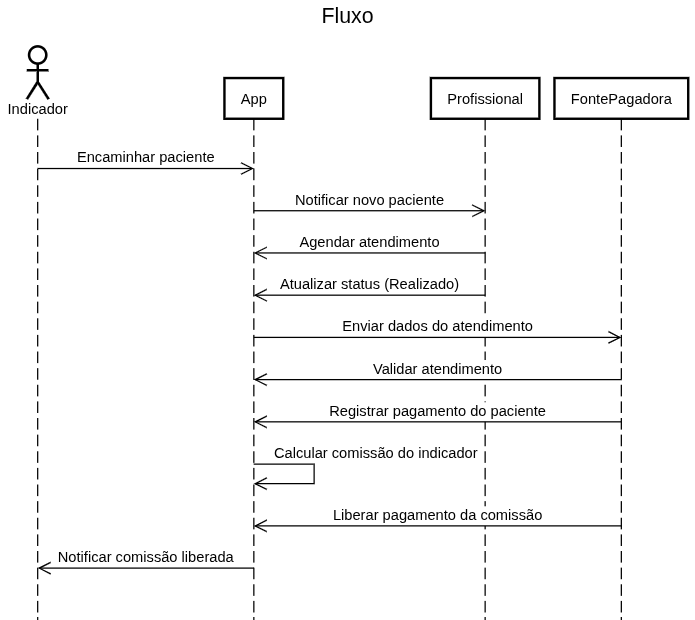 Fluxo
Indicador
App
Profissional
FontePagadora
Encaminhar paciente
Notificar novo paciente
Agendar atendimento
Atualizar status (Realizado)
Enviar dados do atendimento
Validar atendimento
Registrar pagamento do paciente
Calcular comissão do indicador
Liberar pagamento da comissão
Notificar comissão liberada